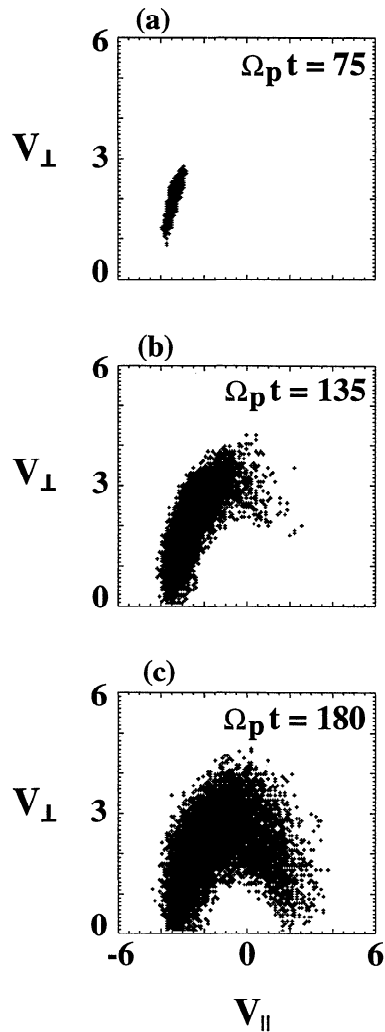 (a)
6
Ωp t = 75
V⊥
3
0
(b)
6
Ωp t = 135
V⊥
3
0
(c)
6
Ωp t = 180
V⊥
3
0
-6 0 6
V∥